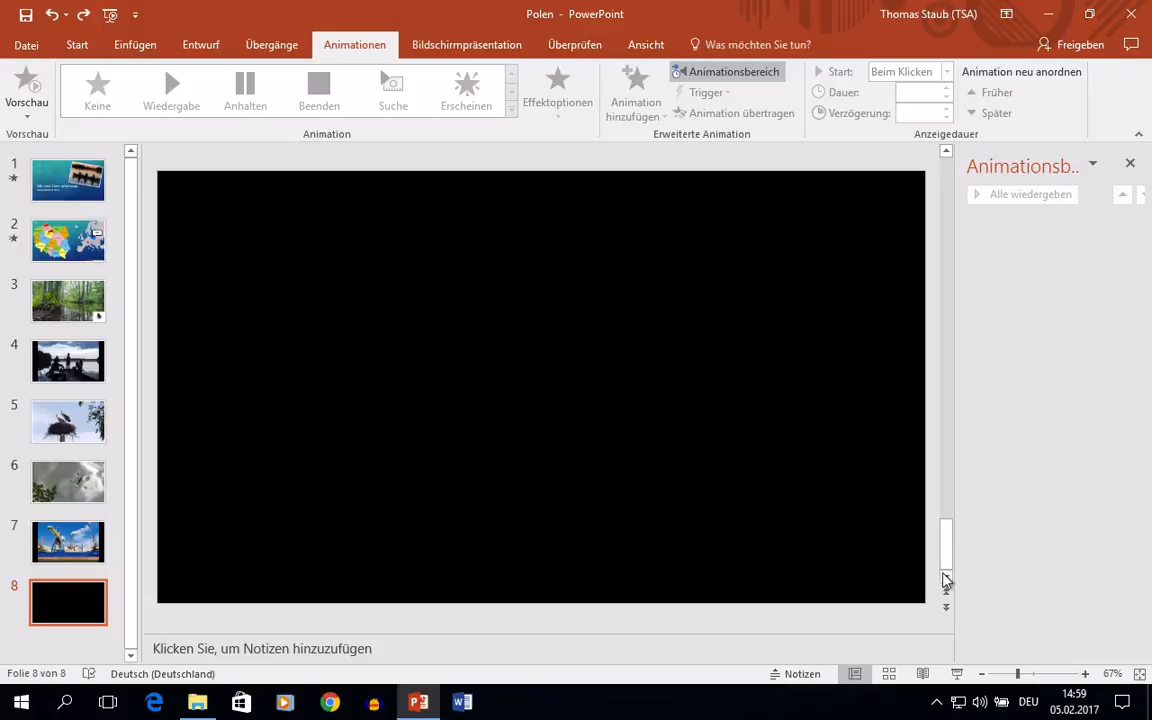 Polen - PowerPoint
Thomas Staub (TSA)
Datei
Start
Einfügen
Entwurf
Übergänge
Animationen
Bildschirmpräsentation
Überprüfen
Ansicht
Was möchten Sie tun?
Freigeben
Vorschau
Keine
Wiedergabe
Anhalten
Beenden
Suche
Erscheinen
Effektoptionen
Animation
hinzufügen
Animationsbereich
Trigger
Animation übertragen
Start:
Beim Klicken
Dauer:
Verzögerung:
Animation neu anordnen
Früher
Später
Vorschau
Animation
Erweiterte Animation
Anzeigedauer
1
2
3
4
5
6
7
8
Animationsb..
Alle wiedergeben
Klicken Sie, um Notizen hinzuzufügen
Folie 8 von 8
Deutsch (Deutschland)
Notizen
67%
DEU
14:59
05.02.2017